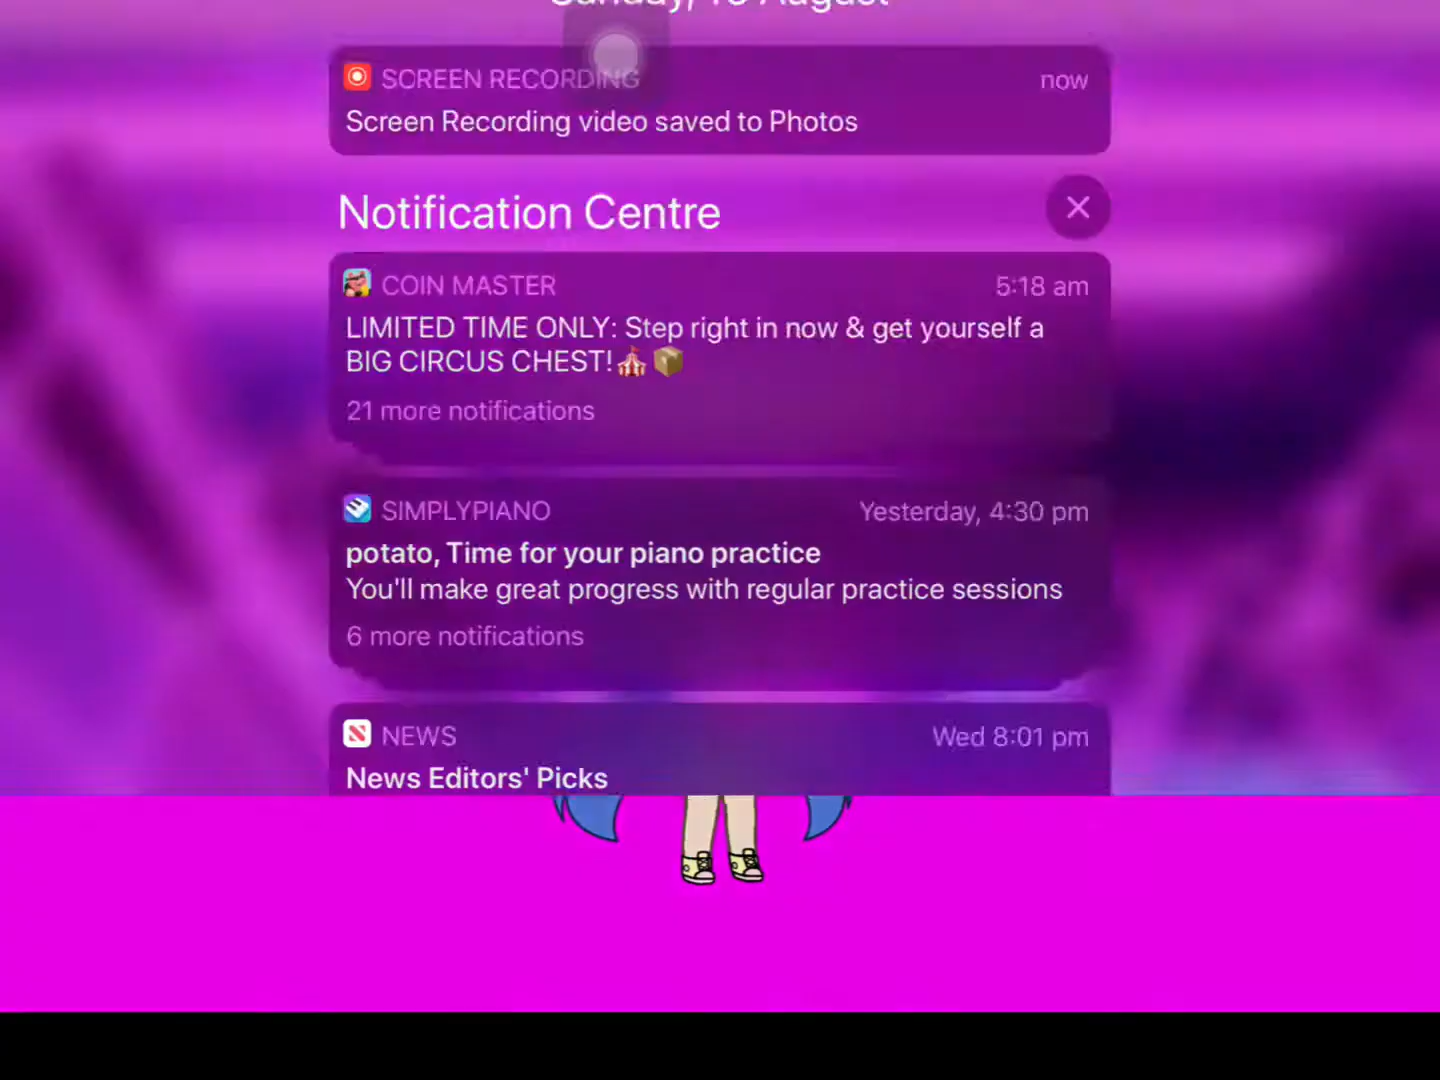 Sunday, 16 August
SCREEN RECORDING
now
Screen Recording video saved to Photos
Notification Centre
COIN MASTER
5:18 am
LIMITED TIME ONLY: Step right in now & get yourself a
BIG CIRCUS CHEST!🎪📦
21 more notifications
SIMPLYPIANO
Yesterday, 4:30 pm
potato, Time for your piano practice
You'll make great progress with regular practice sessions
6 more notifications
NEWS
Wed 8:01 pm
News Editors' Picks